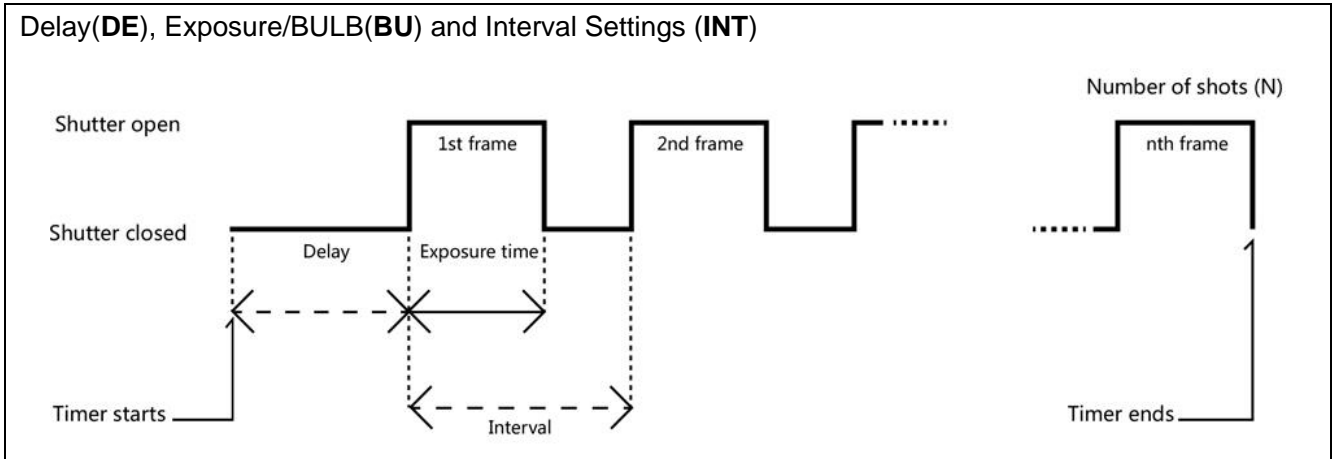 Delay(DE), Exposure/BULB(BU) and Interval Settings (INT)
Number of shots (N)
Shutter open
1st frame
2nd frame
nth frame
Shutter closed
Delay
Exposure time
Timer starts
Interval
Timer ends